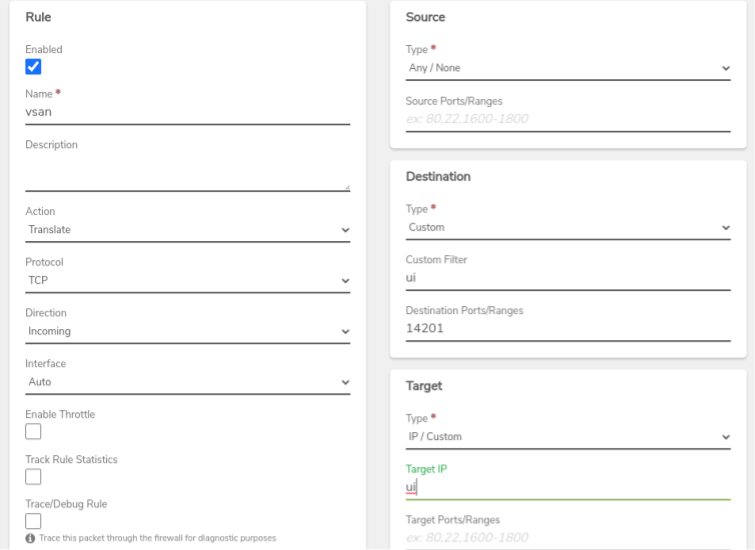 Rule
Enabled
Name *
vsan
Description
Action
Translate
Protocol
TCP
Direction
Incoming
Interface
Auto
Enable Throttle
Track Rule Statistics
Trace/Debug Rule
Trace this packet through the firewall for diagnostic purposes
Source
Type *
Any / None
Source Ports/Ranges
ex: 80,22,1600-1800
Destination
Type *
Custom
Custom Filter
ui
Destination Ports/Ranges
14201
Target
Type *
IP / Custom
Target IP
ui
Target Ports/Ranges
ex: 80,22,1600-1800